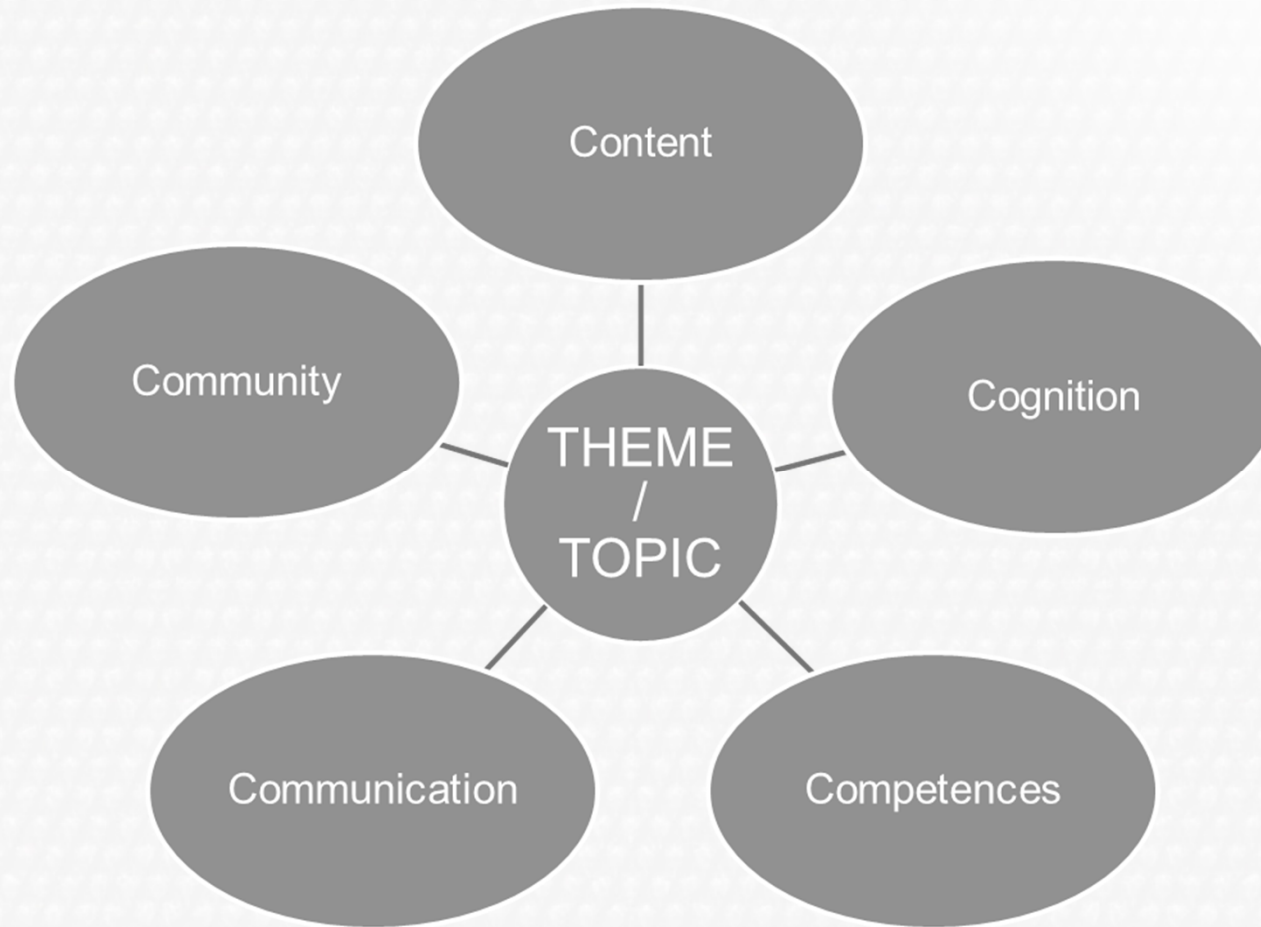 Content
Community
Cognition
THEME
/
TOPIC
Communication
Competences